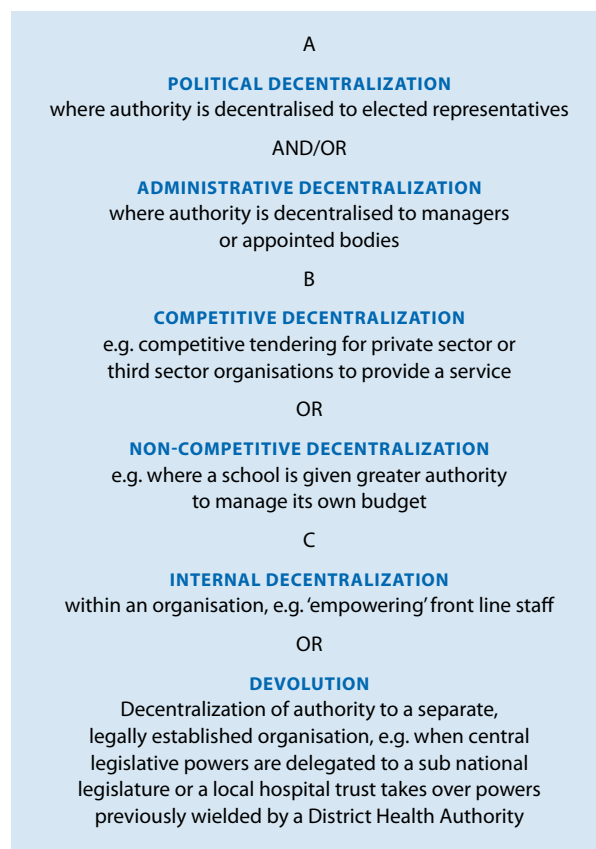 A
POLITICAL DECENTRALIZATION
where authority is decentralised to elected representatives
AND/OR
ADMINISTRATIVE DECENTRALIZATION
where authority is decentralised to managers
or appointed bodies
B
COMPETITIVE DECENTRALIZATION
e.g. competitive tendering for private sector or
third sector organisations to provide a service
OR
NON-COMPETITIVE DECENTRALIZATION
e.g. where a school is given greater authority
to manage its own budget
C
INTERNAL DECENTRALIZATION
within an organisation, e.g. ‘empowering’ front line staff
OR
DEVOLUTION
Decentralization of authority to a separate,
legally established organisation, e.g. when central
legislative powers are delegated to a sub national
legislature or a local hospital trust takes over powers
previously wielded by a District Health Authority